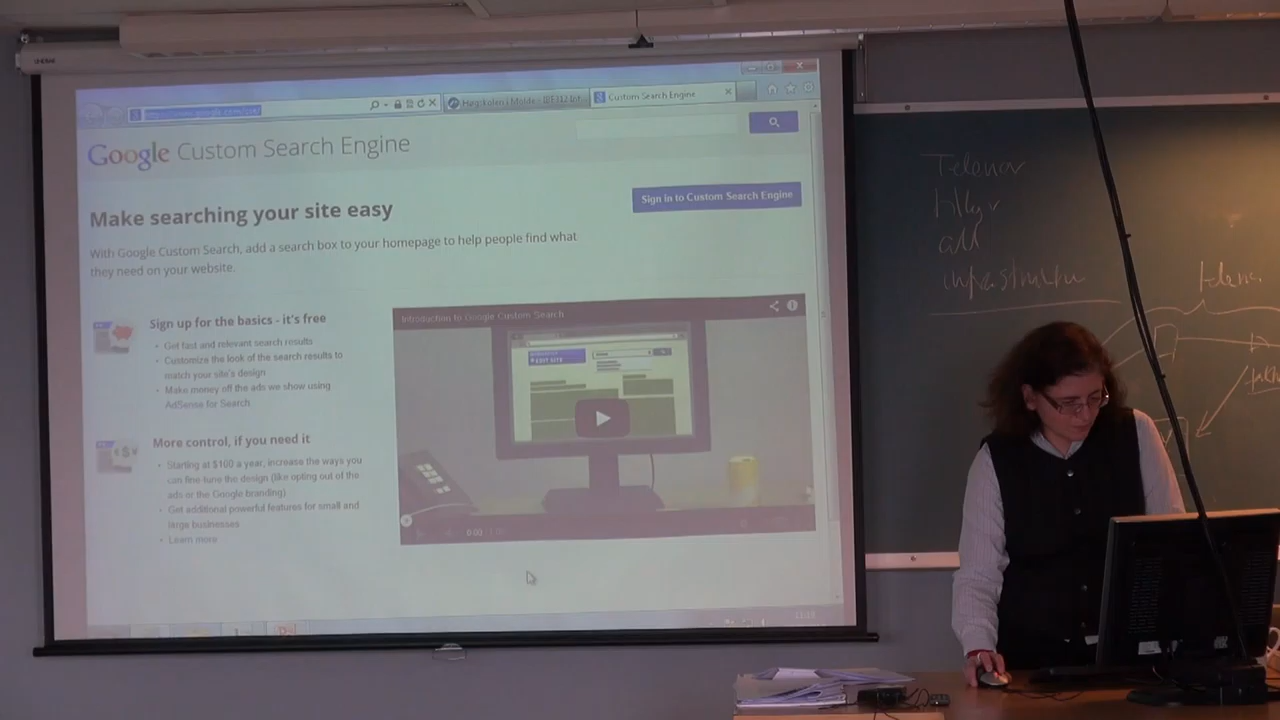 Custom Search Engine
Google Custom Search Engine
Sign in to Custom Search Engine
Make searching your site easy
With Google Custom Search, add a search box to your homepage to help people find what
they need on your website.
Sign up for the basics - it's free
• Get fast and relevant search results
• Customize the look of the search results to
match your site's design
• Make money off the ads we show using
AdSense for Search
More control, if you need it
• Starting at $100 a year, increase the ways you
can fine tune the design (like opting out of the
ads or the Google branding)
• Get additional powerful features for small and
large businesses
• Learn more
Introduction to Google Custom Search
EDIT SITE
0:00
Telenor
all
infrastruktur